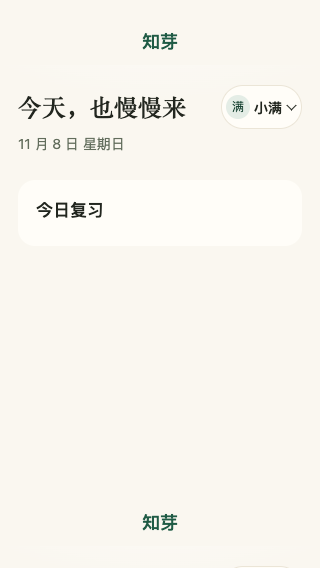 知芽
今天，也慢慢来
满 小满
11 月 8 日 星期日
今日复习
知芽